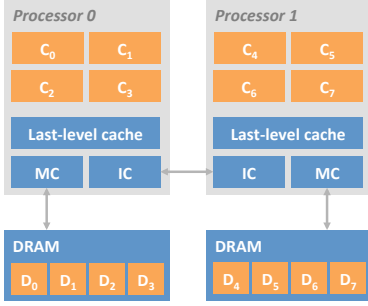 Processor 0
C₀ C₁
C₂ C₃
Last-level cache
MC IC
DRAM
D₀ D₁ D₂ D₃
Processor 1
C₄ C₅
C₆ C₇
Last-level cache
IC MC
DRAM
D₄ D₅ D₆ D₇